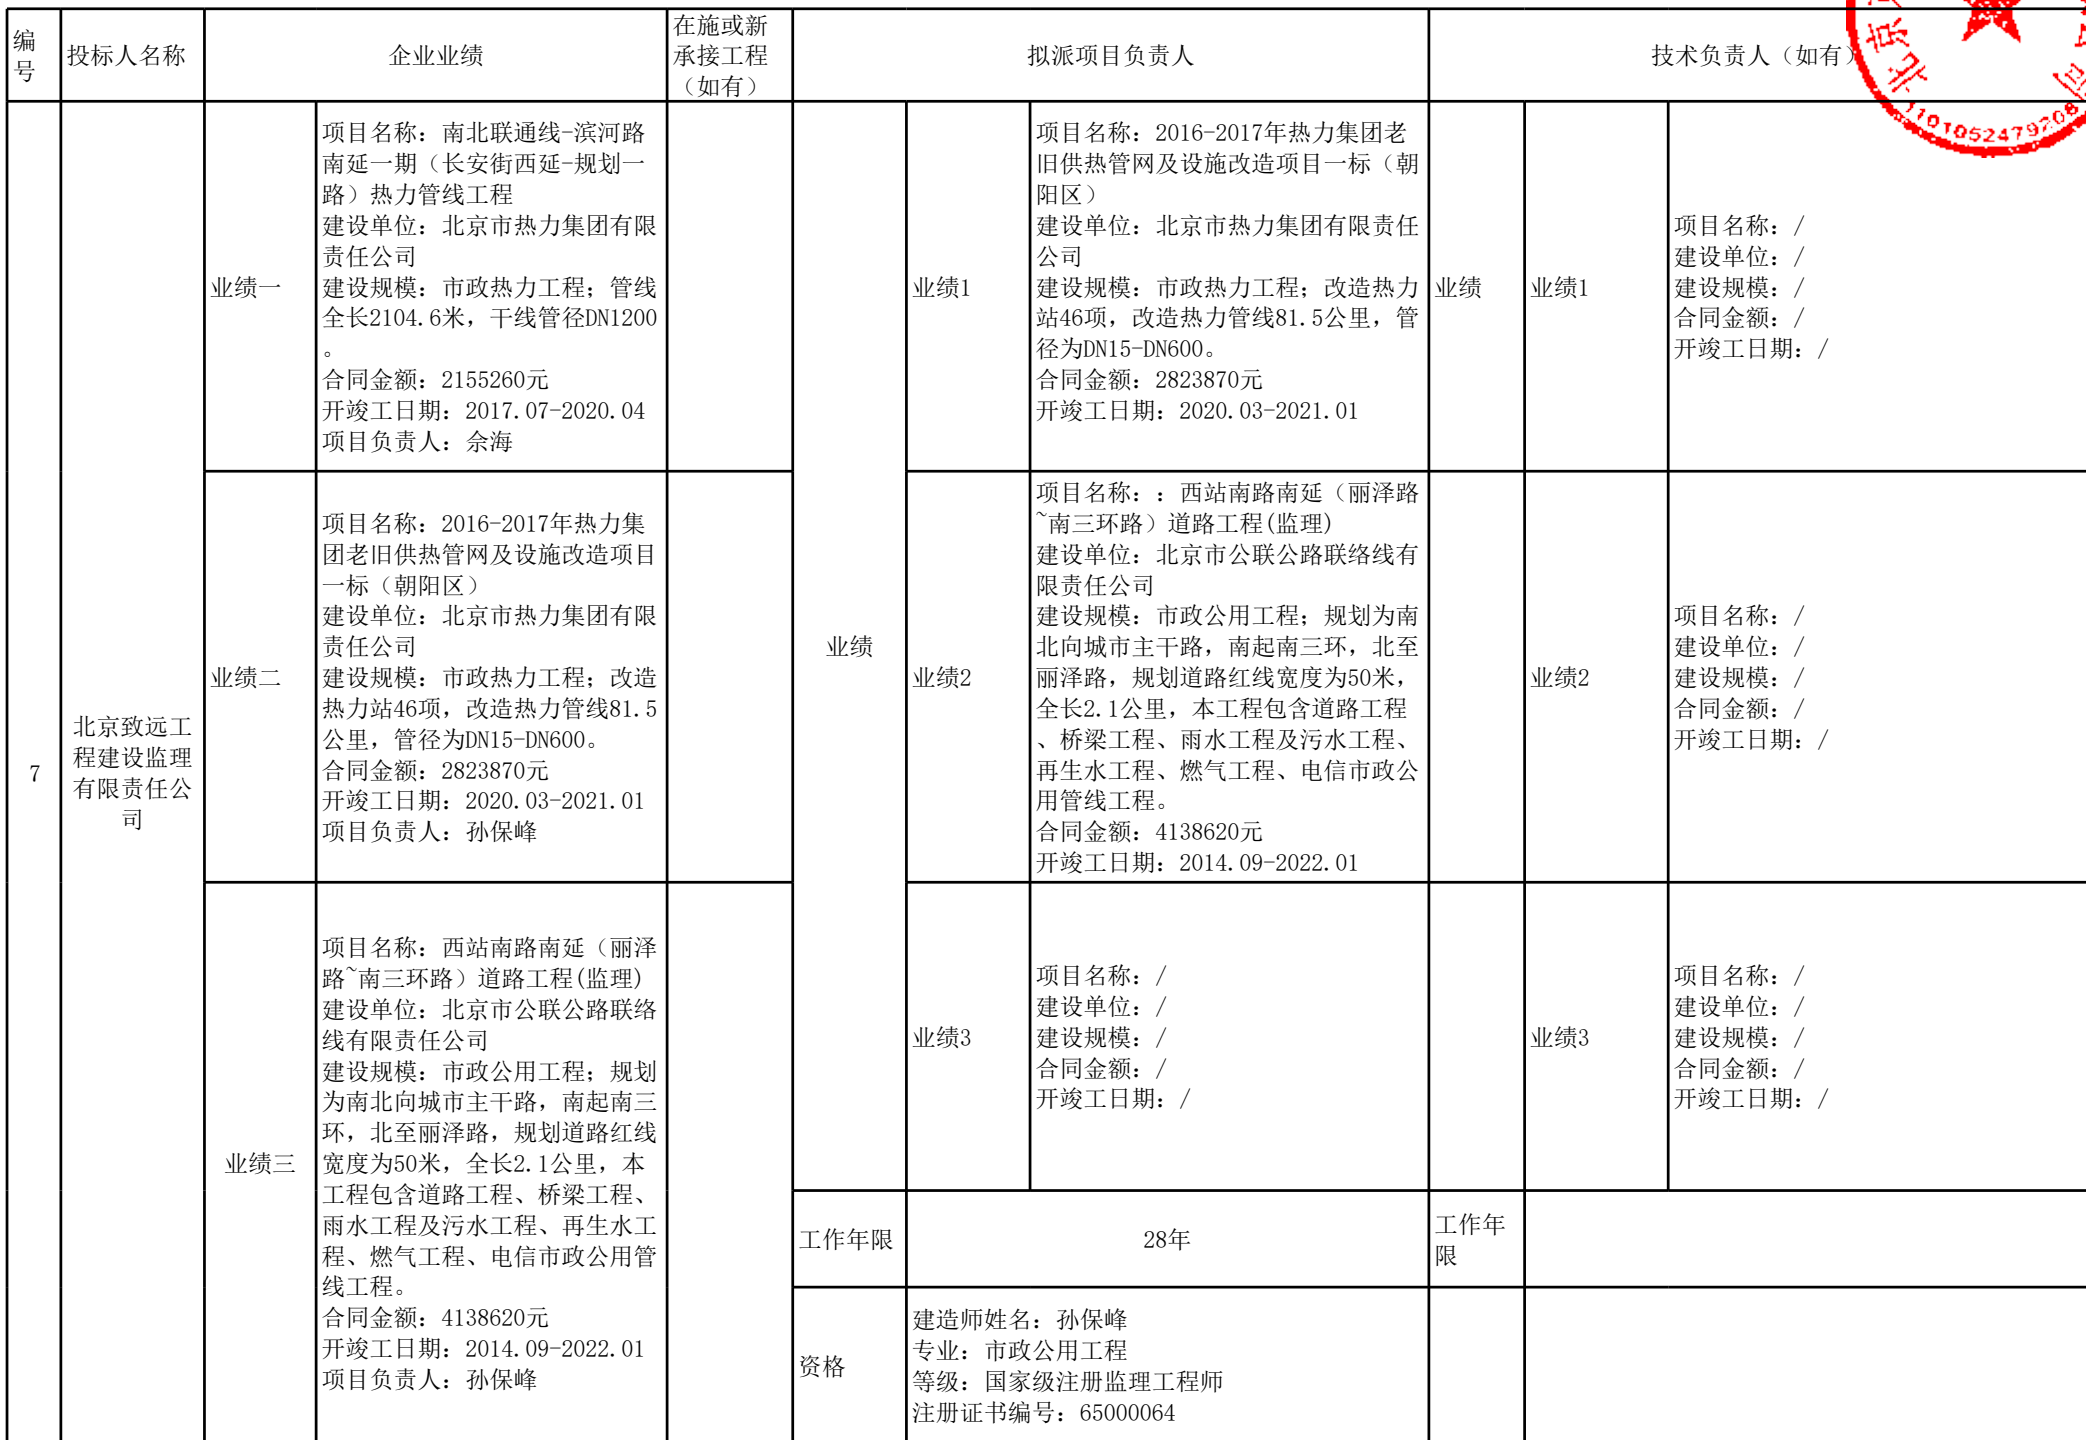 编
号
投标人名称
企业业绩
在施或新
承接工程
（如有）
拟派项目负责人
技术负责人（如有）
7
北京致远工
程建设监理
有限责任公
司
业绩一
项目名称：南北联通线-滨河路
南延一期（长安街西延-规划一
路）热力管线工程
建设单位：北京市热力集团有限
责任公司
建设规模：市政热力工程；管线
全长2104.6米，干线管径DN1200
。
合同金额：2155260元
开竣工日期：2017.07-2020.04
项目负责人：佘海
业绩
业绩1
项目名称：2016-2017年热力集团老
旧供热管网及设施改造项目一标（朝
阳区）
建设单位：北京市热力集团有限责任
公司
建设规模：市政热力工程；改造热力
站46项，改造热力管线81.5公里，管
径为DN15-DN600。
合同金额：2823870元
开竣工日期：2020.03-2021.01
业绩
业绩1
项目名称：/
建设单位：/
建设规模：/
合同金额：/
开竣工日期：/
业绩二
项目名称：2016-2017年热力集
团老旧供热管网及设施改造项目
一标（朝阳区）
建设单位：北京市热力集团有限
责任公司
建设规模：市政热力工程；改造
热力站46项，改造热力管线81.5
公里，管径为DN15-DN600。
合同金额：2823870元
开竣工日期：2020.03-2021.01
项目负责人：孙保峰
业绩2
项目名称：：西站南路南延（丽泽路
~南三环路）道路工程(监理)
建设单位：北京市公联公路联络线有
限责任公司
建设规模：市政公用工程；规划为南
北向城市主干路，南起南三环，北至
丽泽路，规划道路红线宽度为50米，
全长2.1公里，本工程包含道路工程
、桥梁工程、雨水工程及污水工程、
再生水工程、燃气工程、电信市政公
用管线工程。
合同金额：4138620元
开竣工日期：2014.09-2022.01
业绩2
项目名称：/
建设单位：/
建设规模：/
合同金额：/
开竣工日期：/
业绩三
项目名称：西站南路南延（丽泽
路~南三环路）道路工程(监理)
建设单位：北京市公联公路联络
线有限责任公司
建设规模：市政公用工程；规划
为南北向城市主干路，南起南三
环，北至丽泽路，规划道路红线
宽度为50米，全长2.1公里，本
工程包含道路工程、桥梁工程、
雨水工程及污水工程、再生水工
程、燃气工程、电信市政公用管
线工程。
合同金额：4138620元
开竣工日期：2014.09-2022.01
项目负责人：孙保峰
业绩3
项目名称：/
建设单位：/
建设规模：/
合同金额：/
开竣工日期：/
业绩3
项目名称：/
建设单位：/
建设规模：/
合同金额：/
开竣工日期：/
工作年限
28年
工作年
限
资格
建造师姓名：孙保峰
专业：市政公用工程
等级：国家级注册监理工程师
注册证书编号：65000064
北京
司